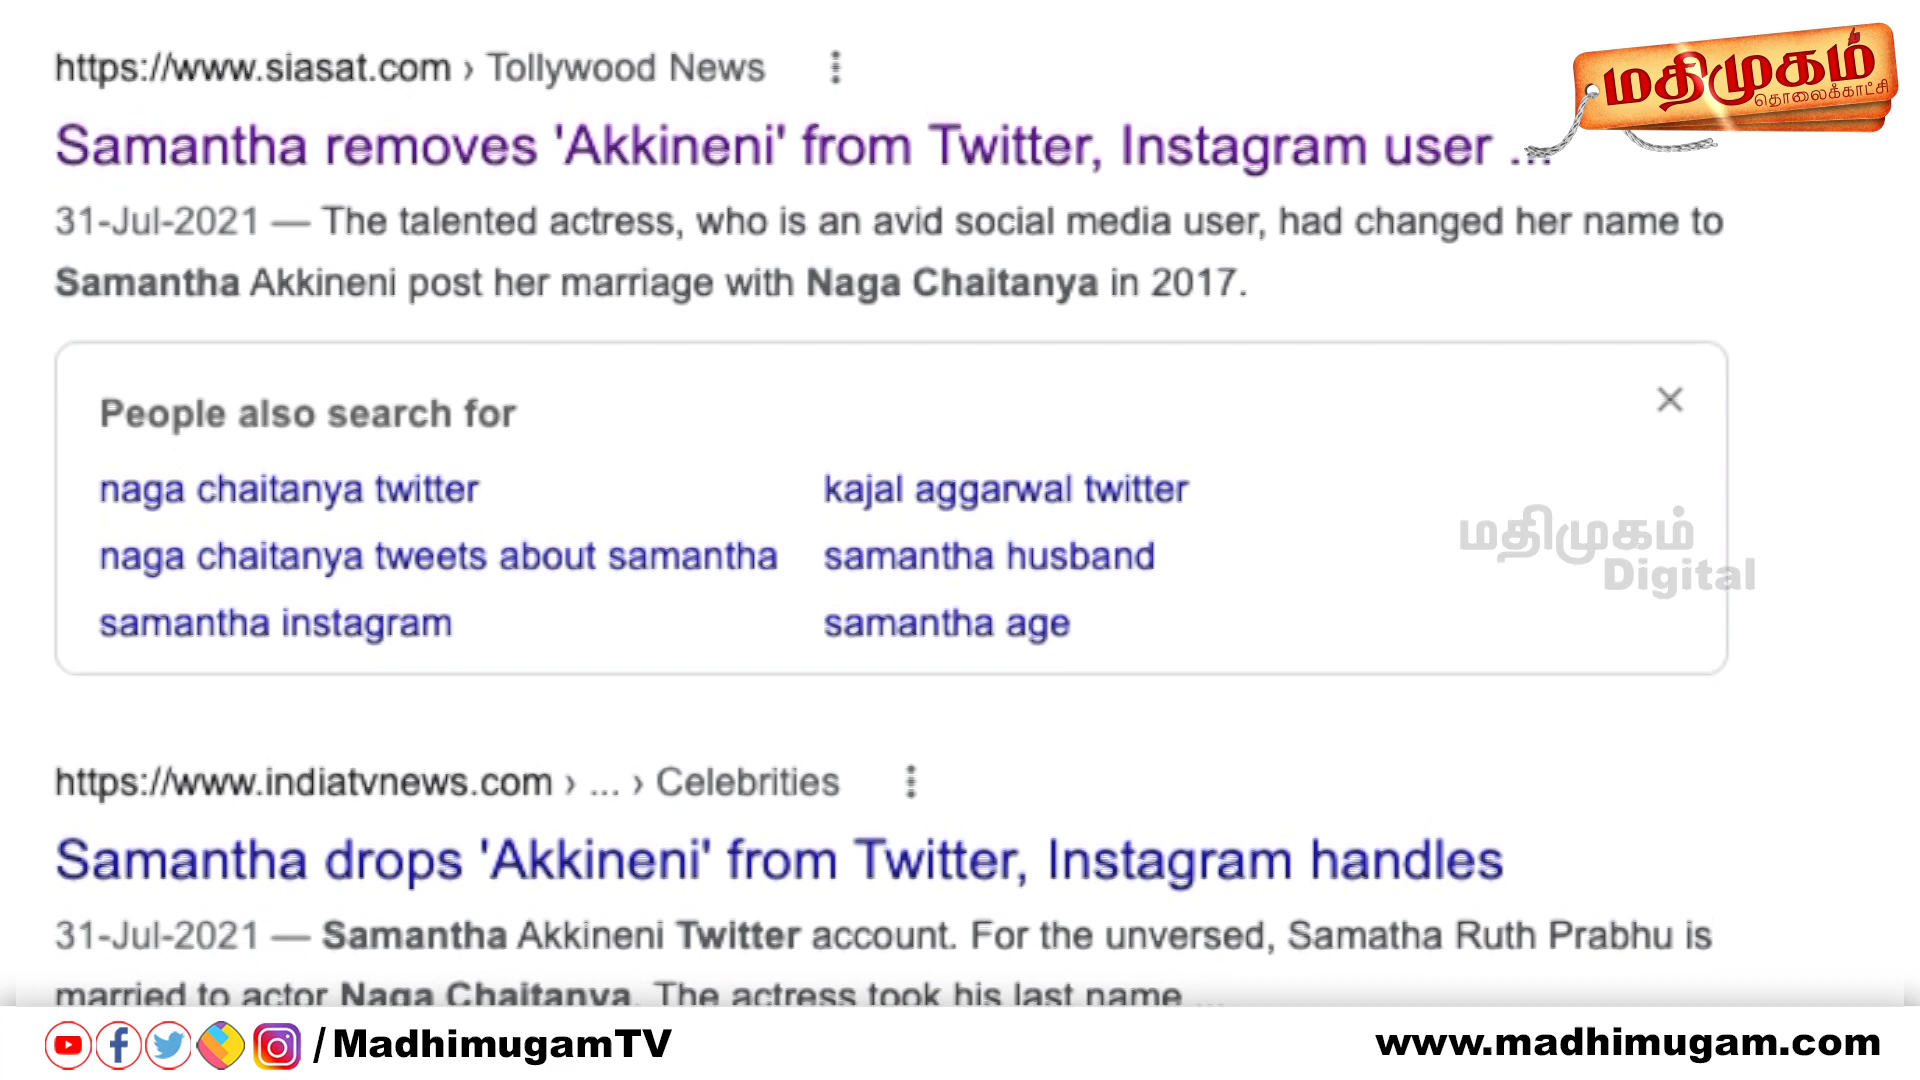 https://www.siasat.com › Tollywood News
மதிமுகம்
தொலைக்காட்சி
Samantha removes 'Akkineni' from Twitter, Instagram user ...
31-Jul-2021 — The talented actress, who is an avid social media user, had changed her name to
Samantha Akkineni post her marriage with Naga Chaitanya in 2017.
People also search for
naga chaitanya twitter
kajal aggarwal twitter
naga chaitanya tweets about samantha
samantha husband
samantha instagram
samantha age
மதிமுகம்
Digital
https://www.indiatvnews.com › ... › Celebrities
Samantha drops 'Akkineni' from Twitter, Instagram handles
31-Jul-2021 — Samantha Akkineni Twitter account. For the unversed, Samatha Ruth Prabhu is
married to actor Naga Chaitanya. The actress took his last name ...
/MadhimugamTV
www.madhimugam.com